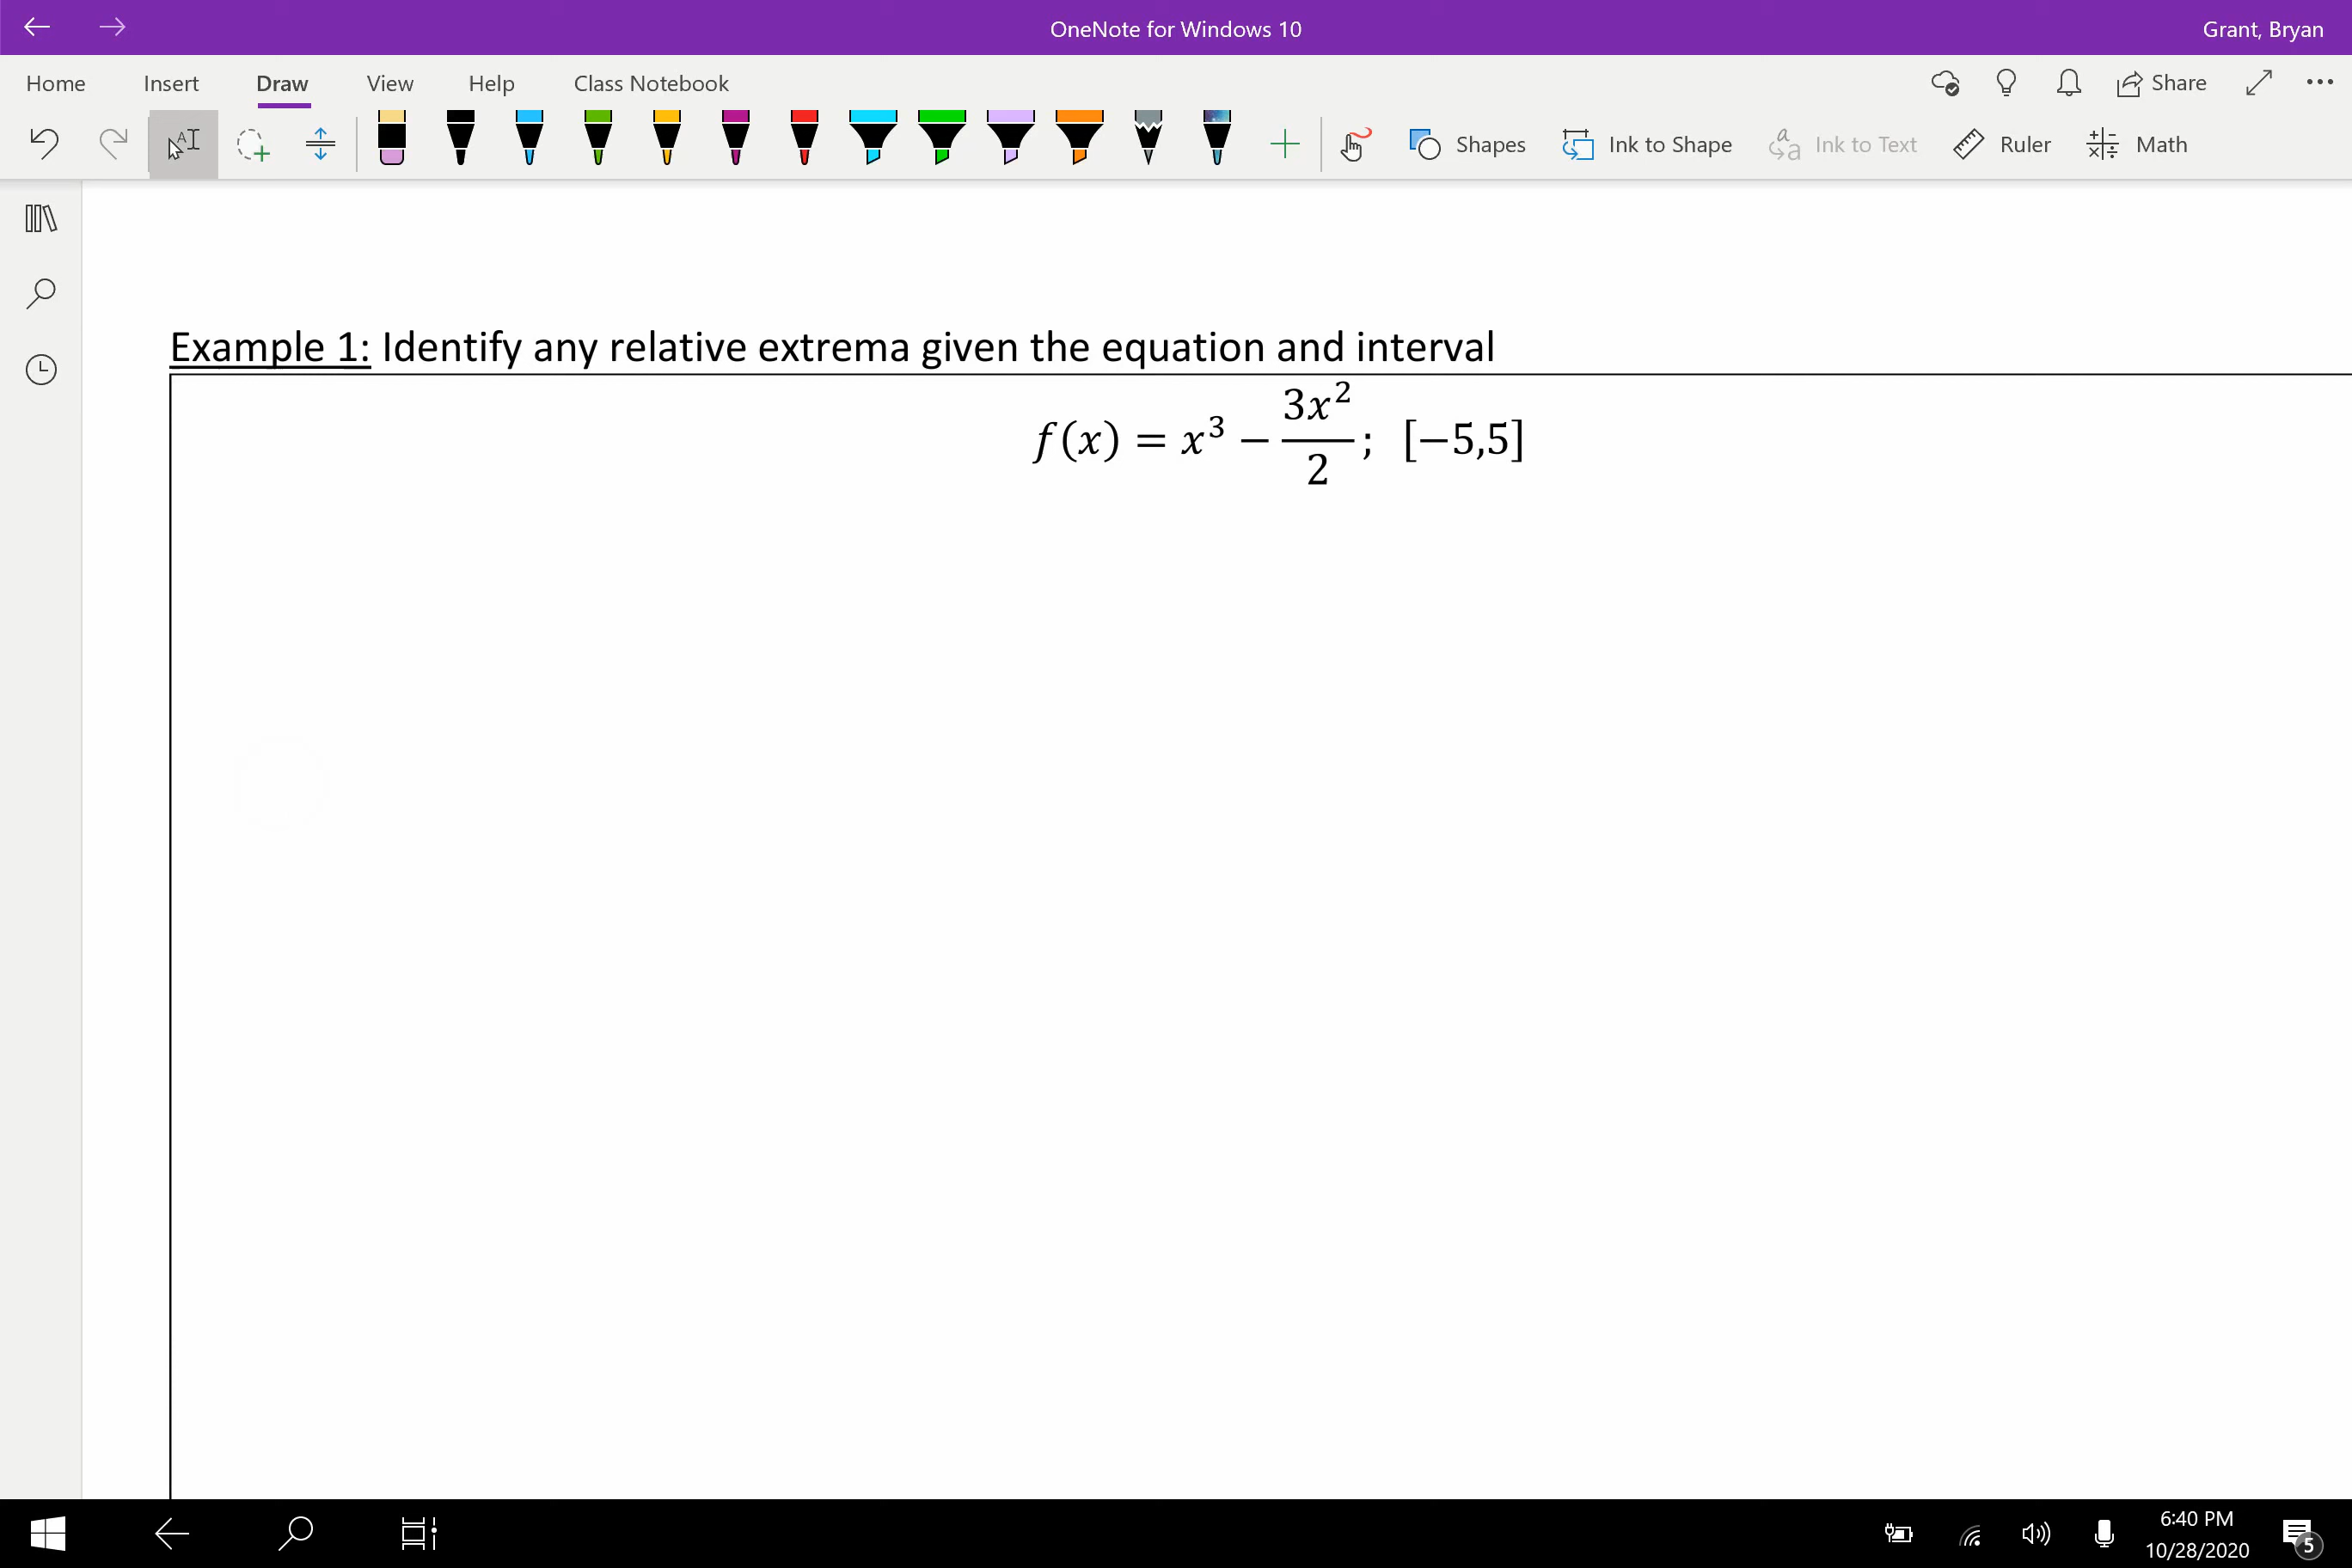 OneNote for Windows 10
Grant, Bryan
Home Insert Draw View Help Class Notebook
Share
Shapes Ink to Shape Ink to Text Ruler Math
Example 1: Identify any relative extrema given the equation and interval
f(x) = x³ − 3x²/2; [−5,5]
6:40 PM
10/28/2020
5